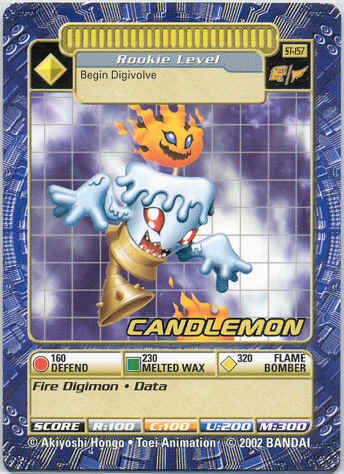 Rookie Level
ST-157
Begin Digivolve
CANDLEMON
160 DEFEND
230 MELTED WAX
320 FLAME BOMBER
Fire Digimon • Data
SCORE R:100 C:100 U:200 M:300
© Akiyoshi/Hongo • Toei Animation • © 2002 BANDAI